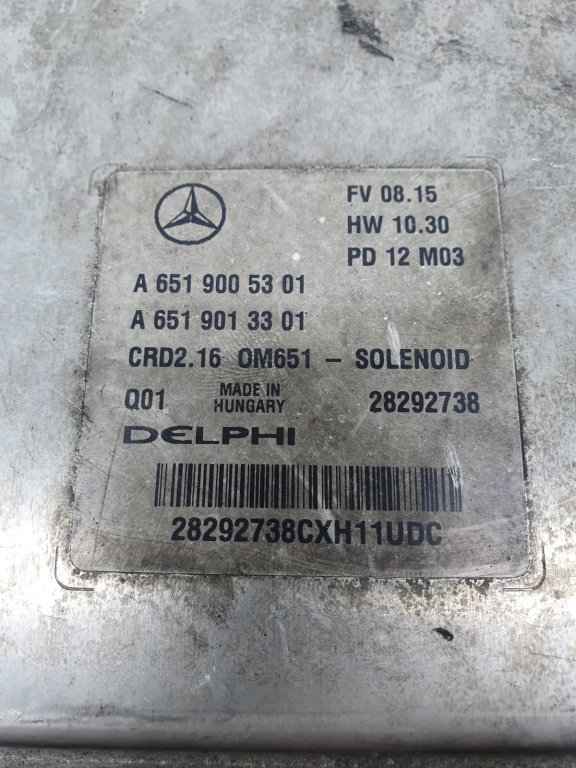 FV 08.15
HW 10.30
PD 12 M03
A 651 900 53 01
A 651 901 33 01
CRD2.16 OM651 - SOLENOID
Q01 MADE IN HUNGARY 28292738
DELPHI
28292738CXH11UDC